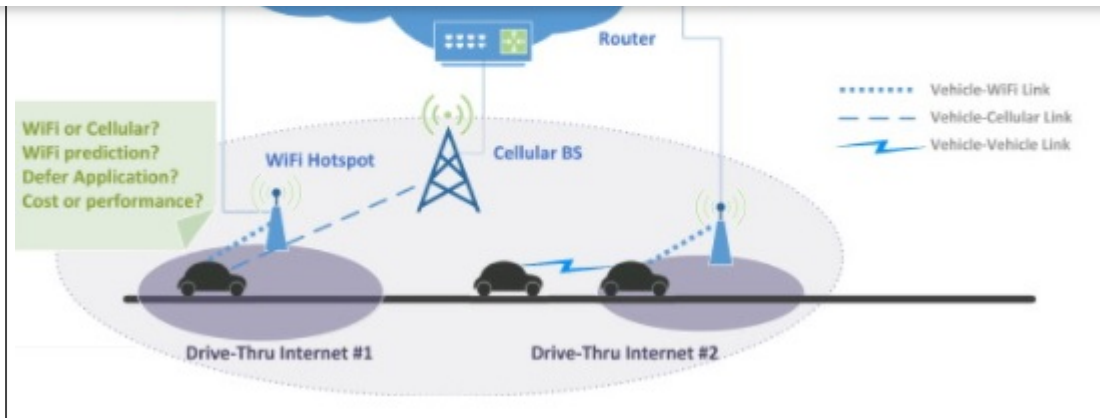 Router
Vehicle-WiFi Link
Vehicle-Cellular Link
Vehicle-Vehicle Link
WiFi or Cellular?
WiFi prediction?
Defer Application?
Cost or performance?
WiFi Hotspot
Cellular BS
Drive-Thru Internet #1
Drive-Thru Internet #2